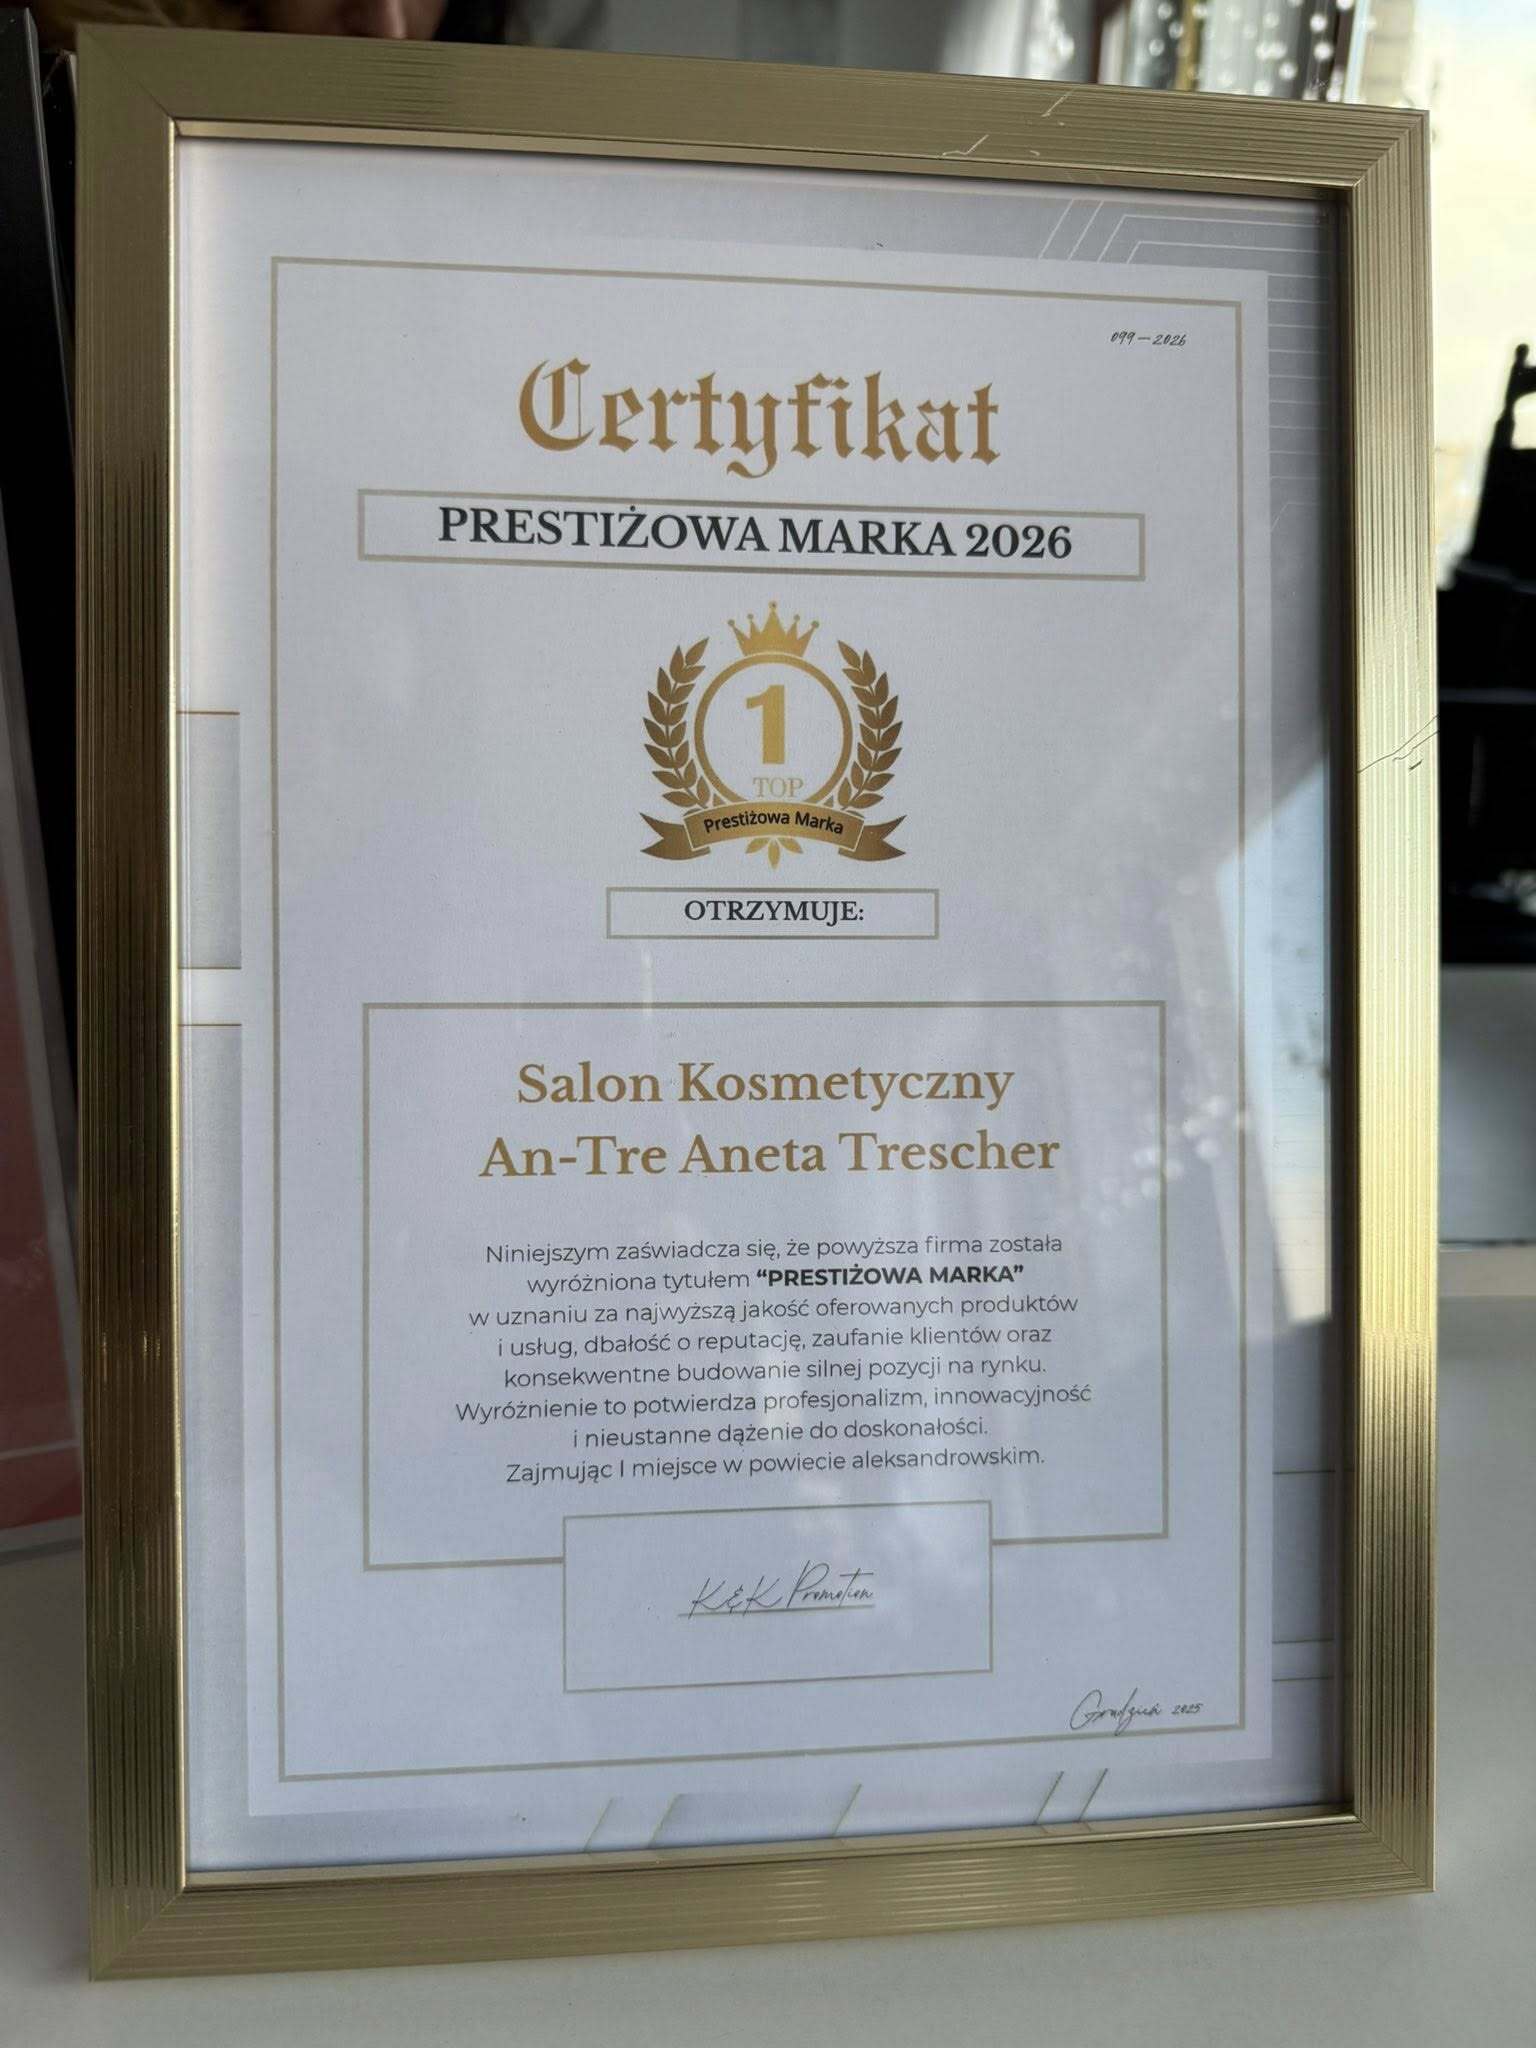 099-2026
Certyfikat
PRESTIŻOWA MARKA 2026
1
TOP
Prestiżowa Marka
OTRZYMUJE:
Salon Kosmetyczny
An-Tre Aneta Trescher
Niniejszym zaświadcza się, że powyższa firma została
wyróżniona tytułem “PRESTIŻOWA MARKA”
w uznaniu za najwyższą jakość oferowanych produktów
i usług, dbałość o reputację, zaufanie klientów oraz
konsekwentne budowanie silnej pozycji na rynku.
Wyróżnienie to potwierdza profesjonalizm, innowacyjność
i nieustanne dążenie do doskonałości.
Zajmując I miejsce w powiecie aleksandrowskim.
K&K Promotion
Grudzień 2025